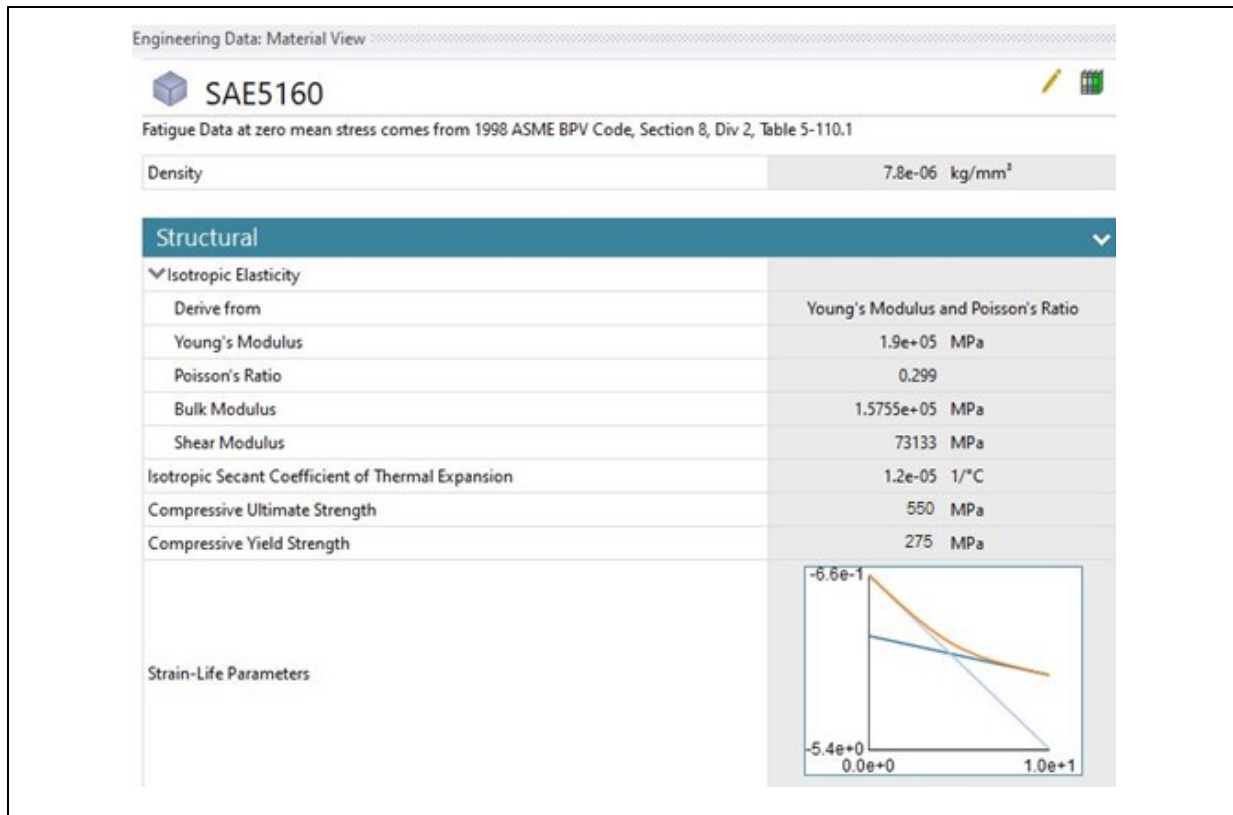 Engineering Data: Material View
SAE5160
Fatigue Data at zero mean stress comes from 1998 ASME BPV Code, Section 8, Div 2, Table 5-110.1
Density 7.8e-06 kg/mm³
Structural
Isotropic Elasticity
Derive from Young's Modulus and Poisson's Ratio
Young's Modulus 1.9e+05 MPa
Poisson's Ratio 0.299
Bulk Modulus 1.5755e+05 MPa
Shear Modulus 73133 MPa
Isotropic Secant Coefficient of Thermal Expansion 1.2e-05 1/°C
Compressive Ultimate Strength 550 MPa
Compressive Yield Strength 275 MPa
-6.6e-1
Strain-Life Parameters
-5.4e+0
0.0e+0 1.0e+1